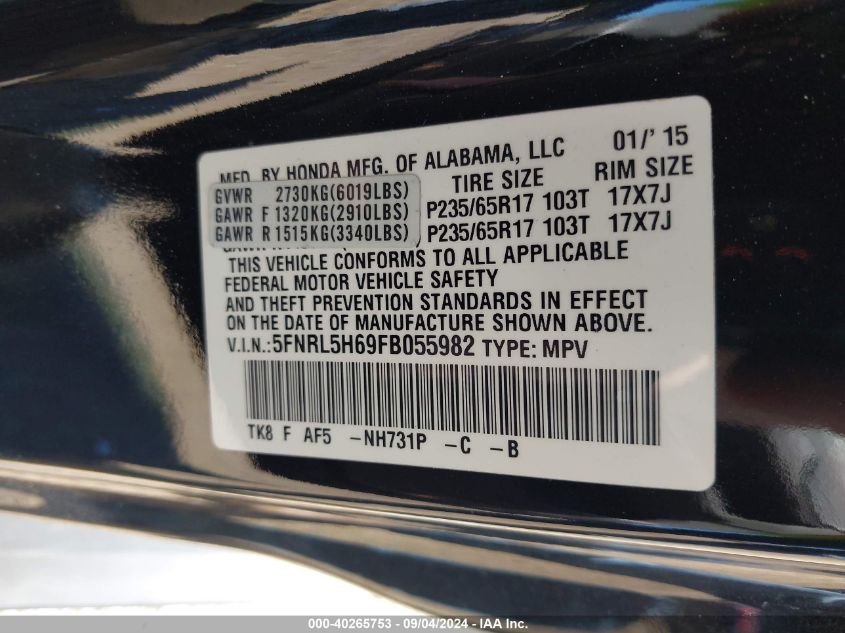 MFD. BY HONDA MFG. OF ALABAMA, LLC 01/'15
TIRE SIZE RIM SIZE
GVWR 2730KG(6019LBS)
GAWR F 1320KG(2910LBS) P235/65R17 103T 17X7J
GAWR R 1515KG(3340LBS) P235/65R17 103T 17X7J
THIS VEHICLE CONFORMS TO ALL APPLICABLE
FEDERAL MOTOR VEHICLE SAFETY
AND THEFT PREVENTION STANDARDS IN EFFECT
ON THE DATE OF MANUFACTURE SHOWN ABOVE.
V.I.N.:5FNRL5H69FB055982 TYPE: MPV
TK8 F AF5 -NH731P -C -B
000-40265753 - 09/04/2024 - IAAI Inc.